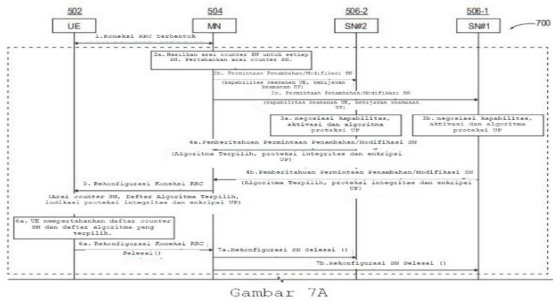 502
504
506-2
506-1
UE
MN
SN#2
SN#1
700
1.Koneksi RRC Terbentuk
2a. Hasilkan arai counter SN untuk setiap
SN. Pertahankan arai counter SN.
2b. Permintaan Penambahan/Modifikasi SN
(kapabilitas keamanan UE, kebijakan
keamanan UP)
2c. Permintaan Penambahan/Modifikasi SN
(kapabilitas keamanan UE, kebijakan keamanan
UP)
3a. negosiasi kapabilitas,
aktivasi dan algoritma
proteksi UP
3b. negosiasi kapabilitas,
aktivasi dan algoritma
proteksi UP
4a.Pemberitahuan Permintaan Penambahan/Modifikasi SN
(Algoritma Terpilih, proteksi integritas dan enkripsi
UP)
4b.Pemberitahuan Permintaan Penambahan/Modifikasi SN
(Algoritma Terpilih, proteksi integritas dan enkripsi
UP)
5. Rekonfigurasi Koneksi RRC
(Arai counter SN, Daftar Algoritma Terpilih,
indikasi proteksi integritas dan enkripsi UP)
6a. UE mempertahankan daftar counter
SN dan daftar algoritma yang
terpilih.
6a. Rekonfigurasi Koneksi RRC
Selesai()
7a.Rekonfigurasi SN Selesai ()
7b.Rekonfigurasi SN Selesai ()
Gambar 7A